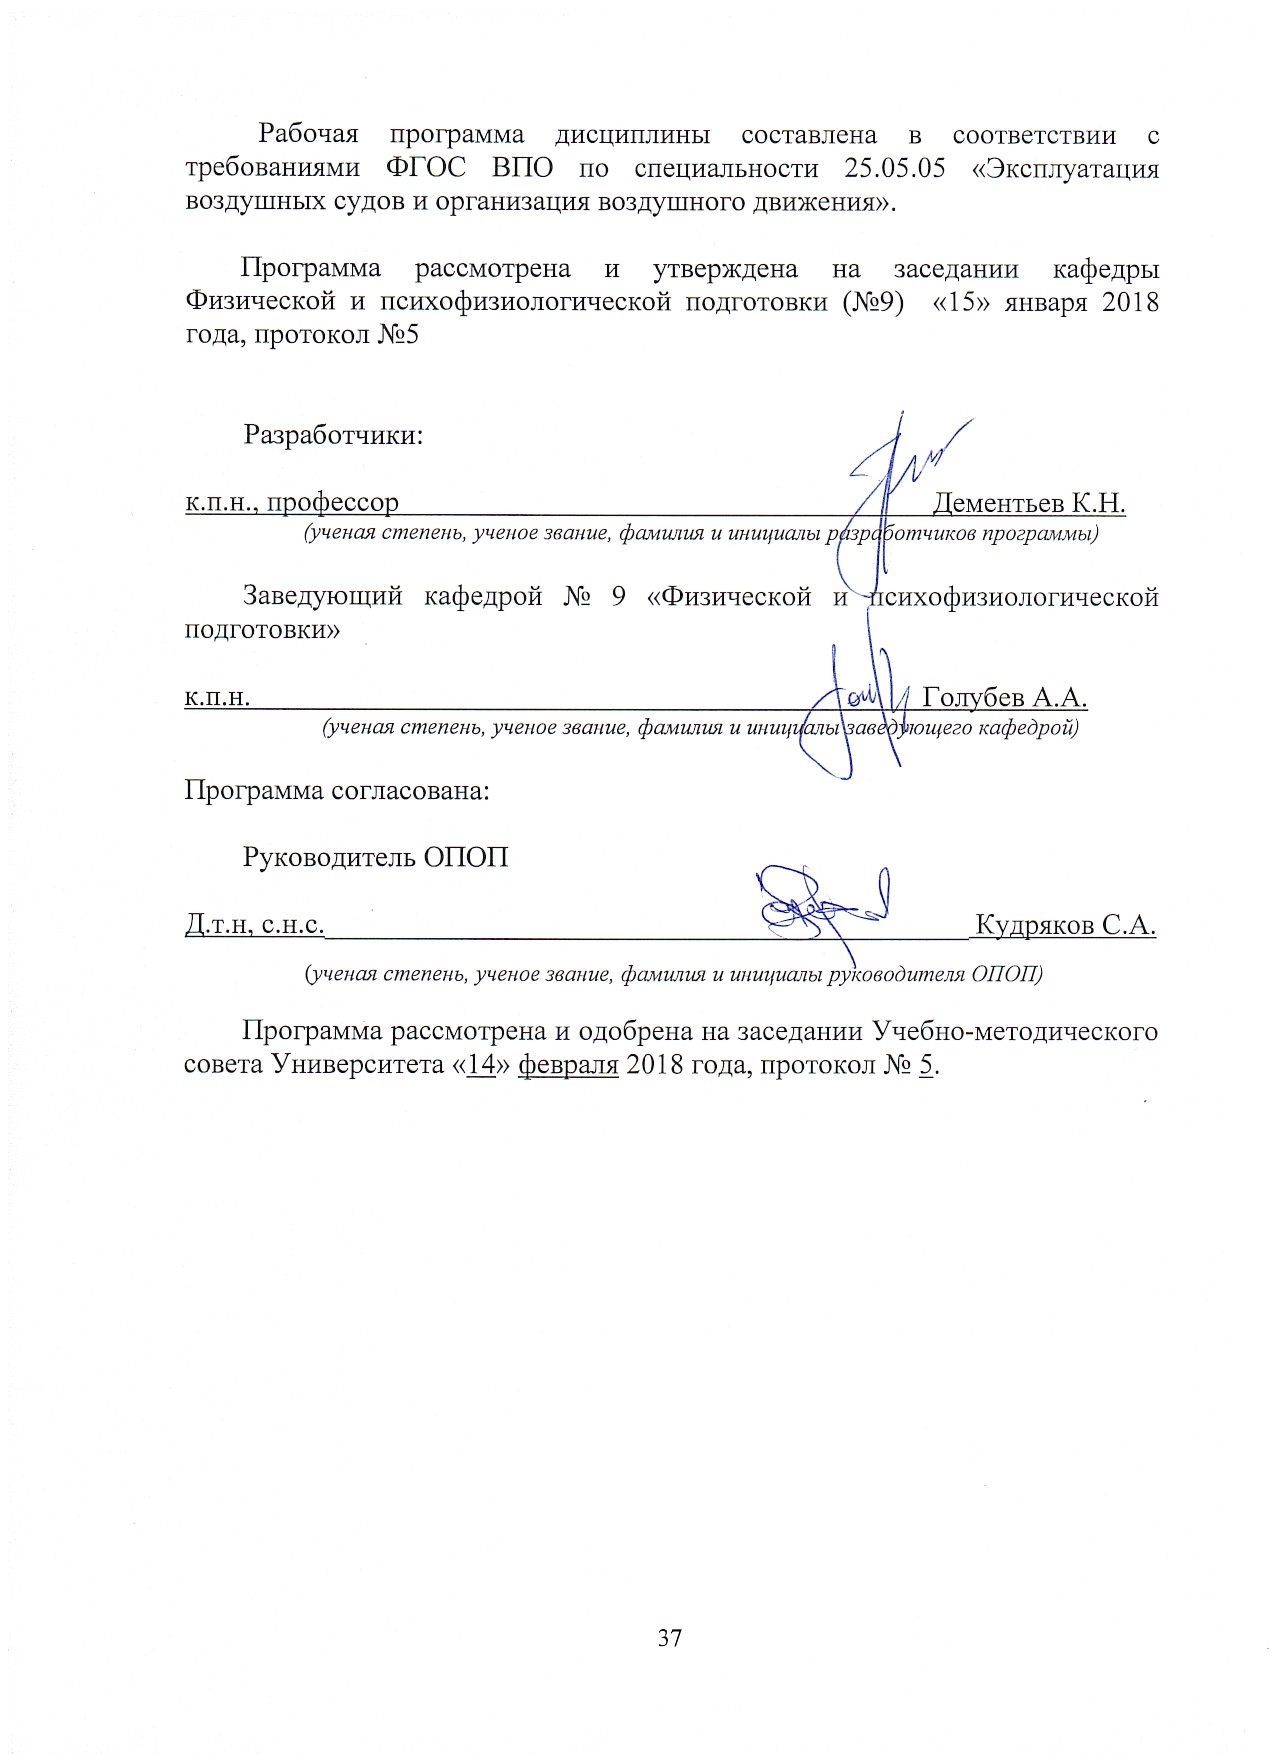 Рабочая программа дисциплины составлена в соответствии с
требованиями ФГОС ВПО по специальности 25.05.05 «Эксплуатация
воздушных судов и организация воздушного движения».
Программа рассмотрена и утверждена на заседании кафедры
Физической и психофизиологической подготовки (№9) «15» января 2018
года, протокол №5
Разработчики:
к.п.н., профессор Дементьев К.Н.
(ученая степень, ученое звание, фамилия и инициалы разработчиков программы)
Заведующий кафедрой № 9 «Физической и психофизиологической
подготовки»
к.п.н. Голубев А.А.
(ученая степень, ученое звание, фамилия и инициалы заведующего кафедрой)
Программа согласована:
Руководитель ОПОП
Д.т.н, с.н.с. Кудряков С.А.
(ученая степень, ученое звание, фамилия и инициалы руководителя ОПОП)
Программа рассмотрена и одобрена на заседании Учебно-методического
совета Университета «14» февраля 2018 года, протокол № 5.
37